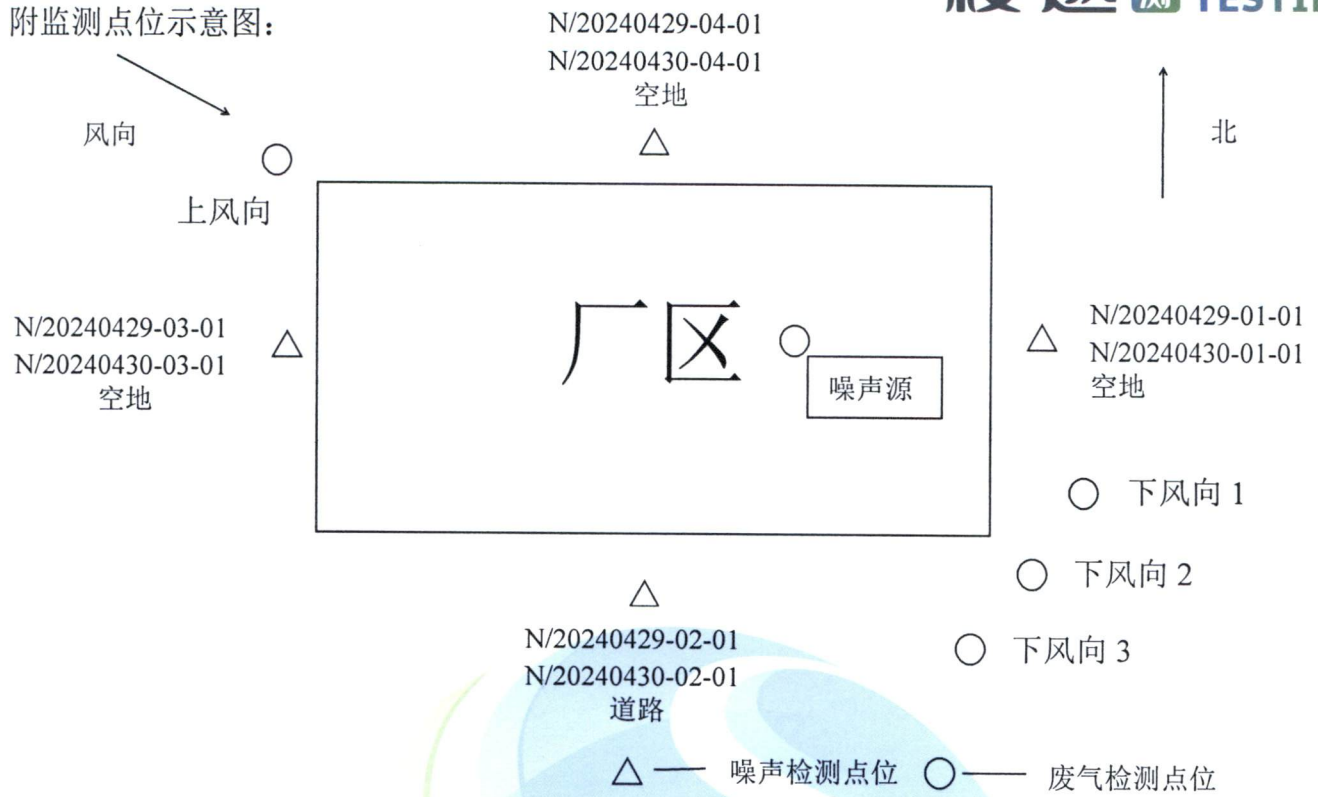 附监测点位示意图：
TESTI
N/20240429-04-01
N/20240430-04-01
空地
风向
北
上风向
N/20240429-03-01
N/20240430-03-01
空地
厂区
噪声源
N/20240429-01-01
N/20240430-01-01
空地
下风向 1
下风向 2
下风向 3
N/20240429-02-01
N/20240430-02-01
道路
噪声检测点位
废气检测点位